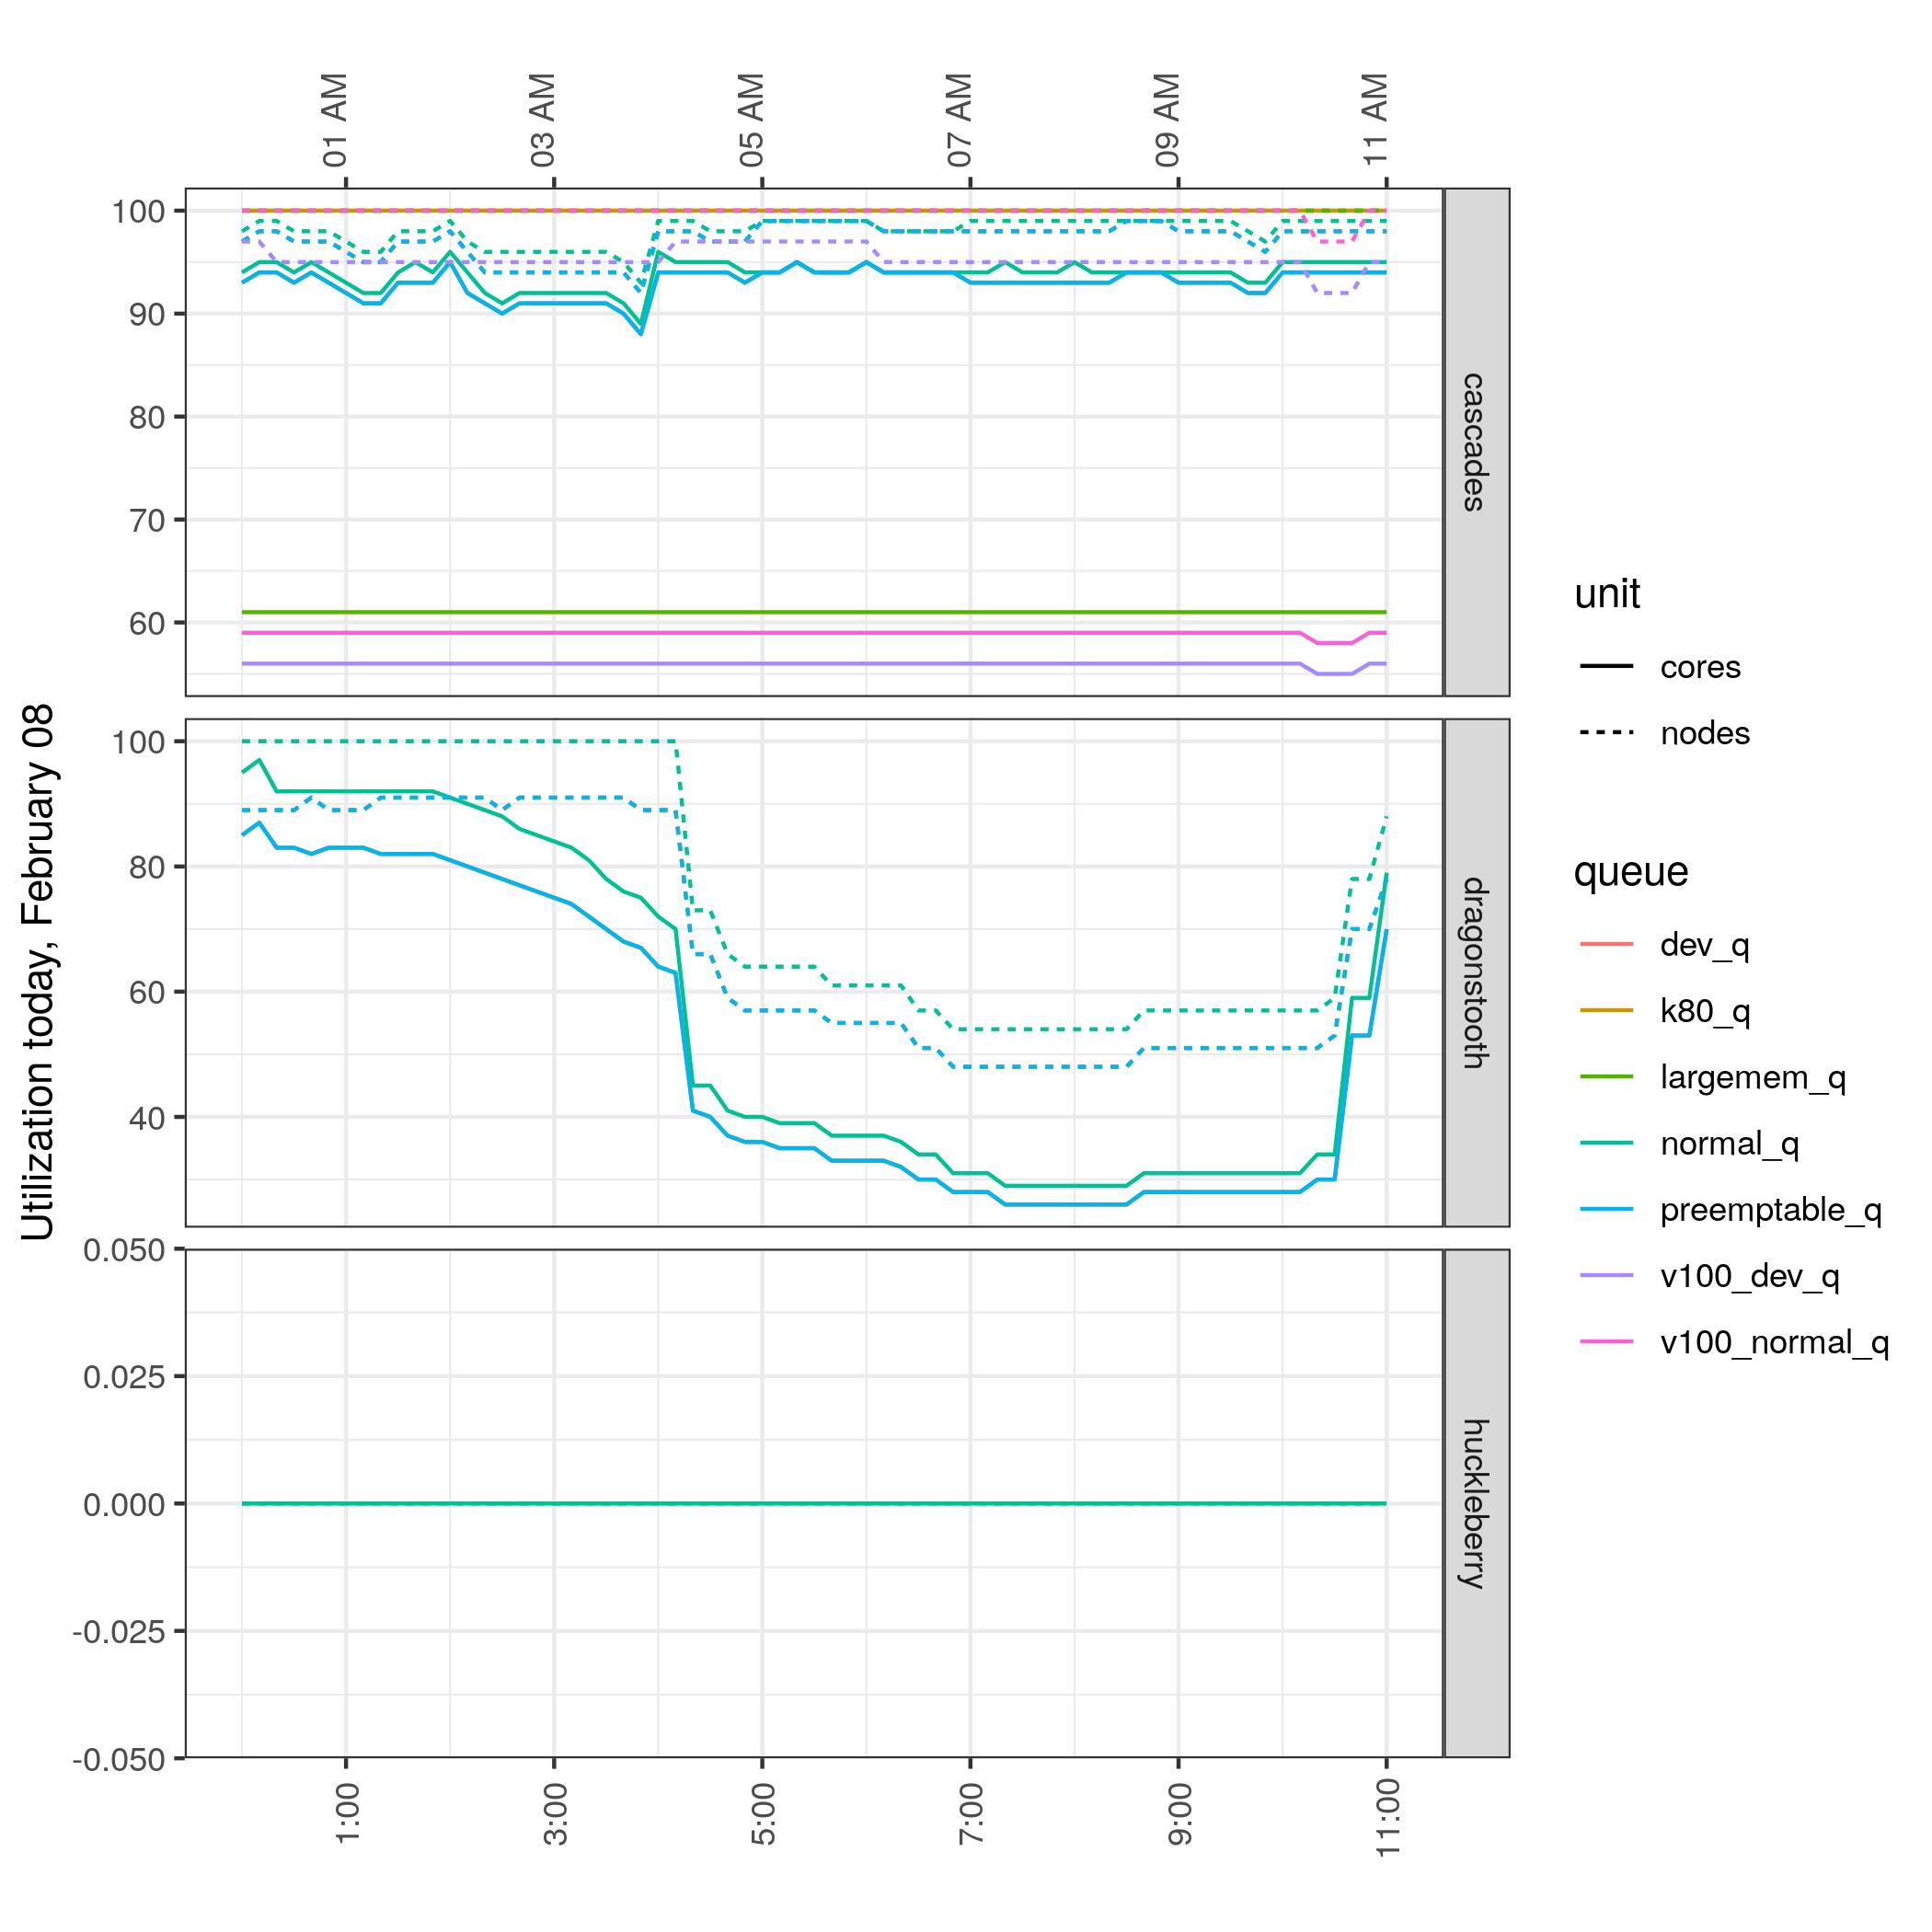 01 AM
03 AM
05 AM
07 AM
09 AM
11 AM
Utilization today, February 08
100
90
80
70
60
cascades
100
80
60
40
dragonstooth
0.050
0.025
0.000
-0.025
-0.050
huckleberry
1:00
3:00
5:00
7:00
9:00
11:00
unit
cores
nodes
queue
dev_q
k80_q
largemem_q
normal_q
preemptable_q
v100_dev_q
v100_normal_q